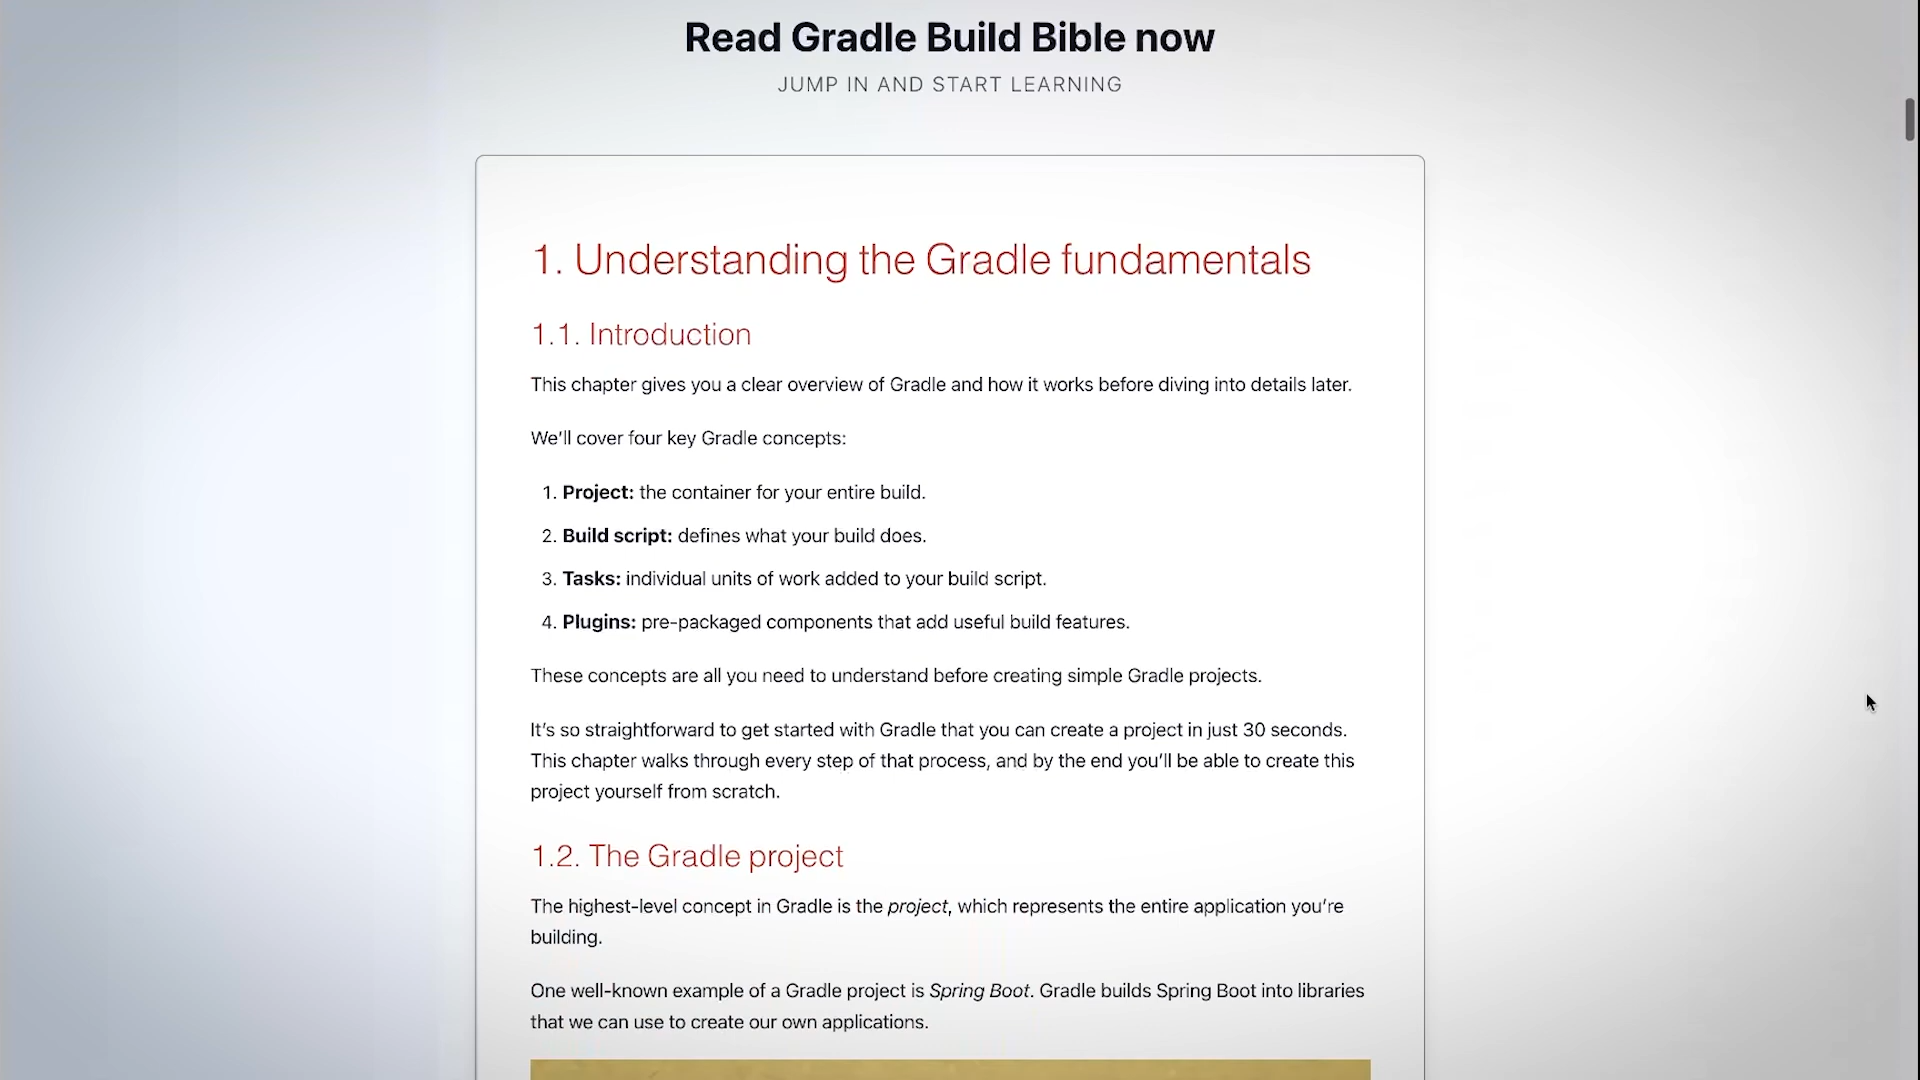 Read Gradle Build Bible now
JUMP IN AND START LEARNING
1. Understanding the Gradle fundamentals
1.1. Introduction
This chapter gives you a clear overview of Gradle and how it works before diving into details later.
We’ll cover four key Gradle concepts:
1. Project: the container for your entire build.
2. Build script: defines what your build does.
3. Tasks: individual units of work added to your build script.
4. Plugins: pre-packaged components that add useful build features.
These concepts are all you need to understand before creating simple Gradle projects.
It’s so straightforward to get started with Gradle that you can create a project in just 30 seconds.
This chapter walks through every step of that process, and by the end you’ll be able to create this
project yourself from scratch.
1.2. The Gradle project
The highest-level concept in Gradle is the project, which represents the entire application you’re
building.
One well-known example of a Gradle project is Spring Boot. Gradle builds Spring Boot into libraries
that we can use to create our own applications.